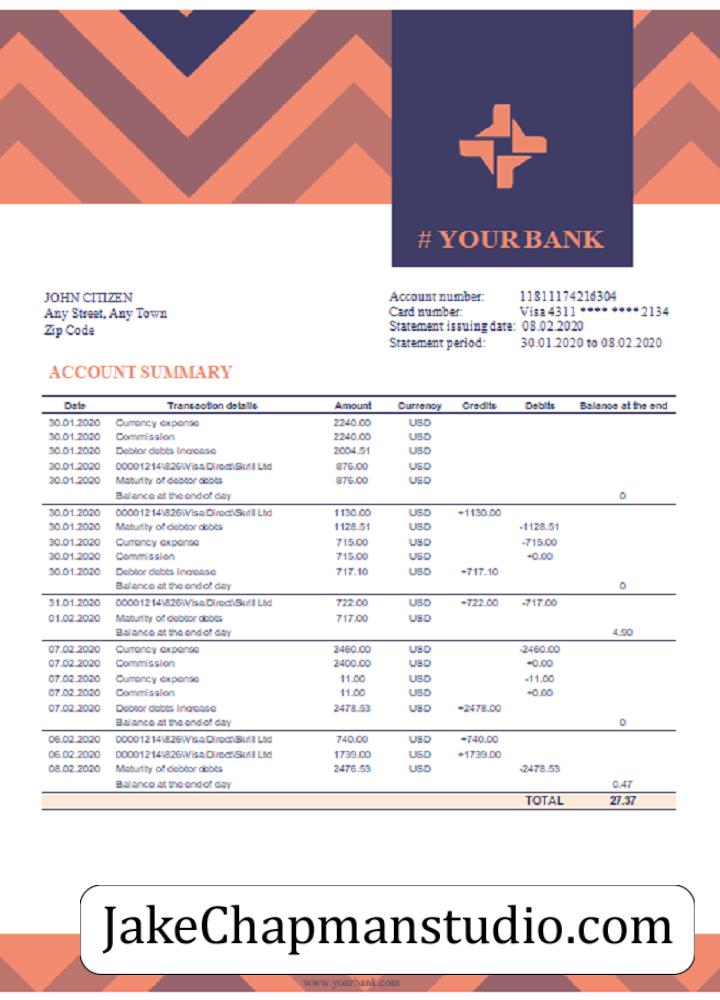 # YOUR BANK
JOHN CITIZEN
Any Street, Any Town
Zip Code
Account number: 11811174216304
Card number: Visa 4311 **** **** 2134
Statement issuing date: 08.02.2020
Statement period: 30.01.2020 to 08.02.2020
ACCOUNT SUMMARY
Date Transaction details Amount Currency Credits Debits Balance at the end
30.01.2020 Currency expense 2240.00 USD
30.01.2020 Commission 2240.00 USD
30.01.2020 Debtor debts increase 2004.51 USD
30.01.2020 00001214\826\Visa Direct\Skrill Ltd 876.00 USD
30.01.2020 Maturity of debtor debts 876.00 USD
Balance at the end of day 0
30.01.2020 00001214\826\Visa Direct\Skrill Ltd 1130.00 USD +1130.00
30.01.2020 Maturity of debtor debts 1128.51 USD -1128.51
30.01.2020 Currency expense 715.00 USD -715.00
30.01.2020 Commission 715.00 USD +0.00
30.01.2020 Debtor debts increase 717.10 USD +717.10
Balance at the end of day 0
31.01.2020 00001214\826\Visa Direct\Skrill Ltd 722.00 USD +722.00 -717.00
01.02.2020 Maturity of debtor debts 717.00 USD
Balance at the end of day 4.90
07.02.2020 Currency expense 2460.00 USD -2460.00
07.02.2020 Commission 2400.00 USD +0.00
07.02.2020 Currency expense 11.00 USD -11.00
07.02.2020 Commission 11.00 USD +0.00
07.02.2020 Debtor debts increase 2478.53 USD +2478.00
Balance at the end of day 0
06.02.2020 00001214\826\Visa Direct\Skrill Ltd 740.00 USD +740.00
06.02.2020 00001214\826\Visa Direct\Skrill Ltd 1739.00 USD +1739.00
08.02.2020 Maturity of debtor debts 2476.53 USD -2478.53
Balance at the end of day 0.47
TOTAL 27.37
JakeChapmanstudio.com
www.yourbank.com